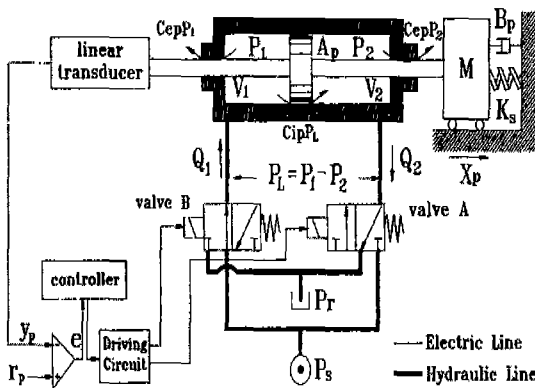 CepP1
CepP2
linear
transducer
P1
Ap
P2
V1
V2
CipPL
M
Bp
Ks
Xp
Q1
PL=P1-P2
Q2
valve B
valve A
controller
Pr
yp
e
rp
Driving
Circuit
Ps
Electric Line
Hydraulic Line